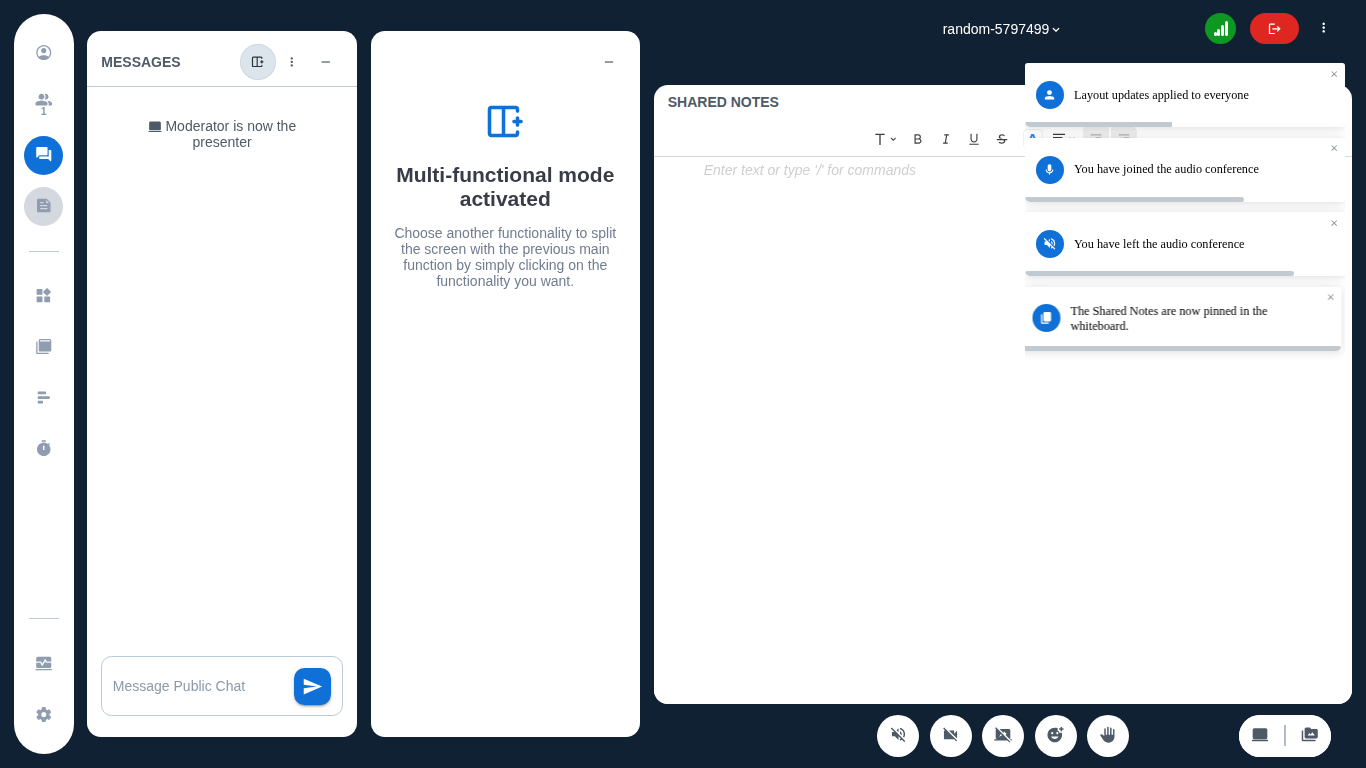 random-5797499
1
MESSAGES
Moderator is now the
presenter
Message Public Chat
Multi-functional mode
activated
Choose another functionality to split
the screen with the previous main
function by simply clicking on the
functionality you want.
SHARED NOTES
Enter text or type '/' for commands
Layout updates applied to everyone
You have joined the audio conference
You have left the audio conference
The Shared Notes are now pinned in the
whiteboard.